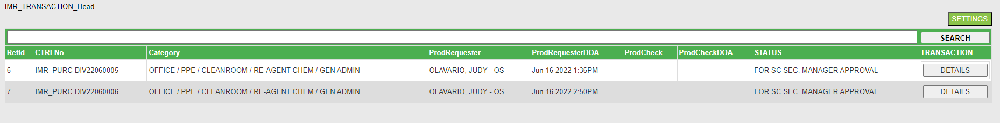 IMR_TRANSACTION_Head
SETTINGS
SEARCH
RefId CTRLNo Category ProdRequester ProdRequesterDOA ProdCheck ProdCheckDOA STATUS TRANSACTION
6 IMR_PURC DIV22060005 OFFICE / PPE / CLEANROOM / RE-AGENT CHEM / GEN ADMIN OLAVARIO, JUDY - OS Jun 16 2022 1:36PM FOR SC SEC. MANAGER APPROVAL DETAILS
7 IMR_PURC DIV22060006 OFFICE / PPE / CLEANROOM / RE-AGENT CHEM / GEN ADMIN OLAVARIO, JUDY - OS Jun 16 2022 2:50PM FOR SC SEC. MANAGER APPROVAL DETAILS